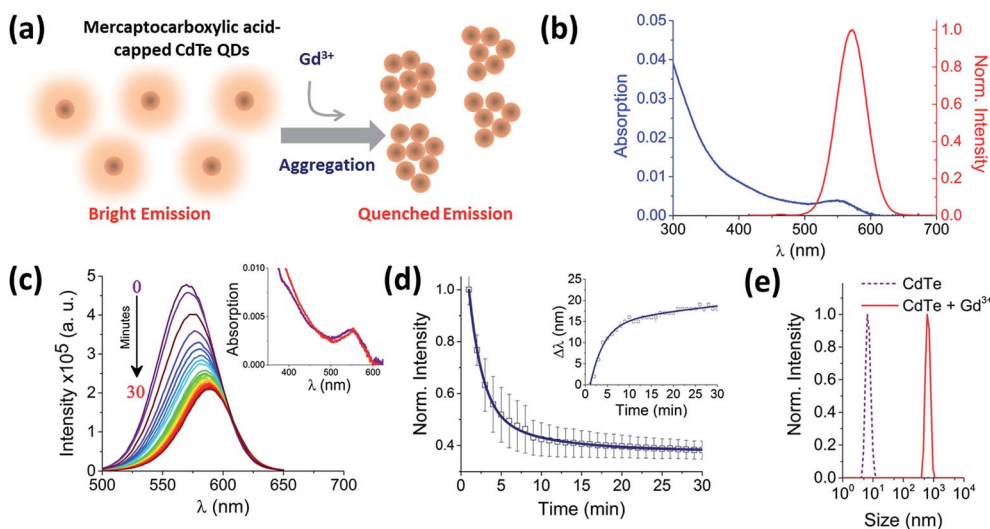 (a)
Mercaptocarboxylic acid-
capped CdTe QDs
Gd³⁺
Aggregation
Bright Emission
Quenched Emission
(b)
0.05
0.04
0.03
0.02
0.01
0.00
Absorption
1.0
0.8
0.6
0.4
0.2
0.0
Norm. Intensity
300 400 500 600 700
λ (nm)
(c)
5
4
3
2
1
0
Intensity x10⁵ (a. u.)
0
Minutes
30
500 550 600 650 700
λ (nm)
0.010
0.005
0.000
Absorption
400 500 600
λ (nm)
(d)
1.0
0.8
0.6
0.4
Norm. Intensity
0 5 10 15 20 25 30
Time (min)
25
20
15
10
5
0
Δλ (nm)
0 5 10 15 20 25 30
Time (min)
(e)
CdTe
CdTe + Gd³⁺
1.0
0.8
0.6
0.4
0.2
0.0
Norm. Intensity
10⁰ 10¹ 10² 10³ 10⁴
Size (nm)